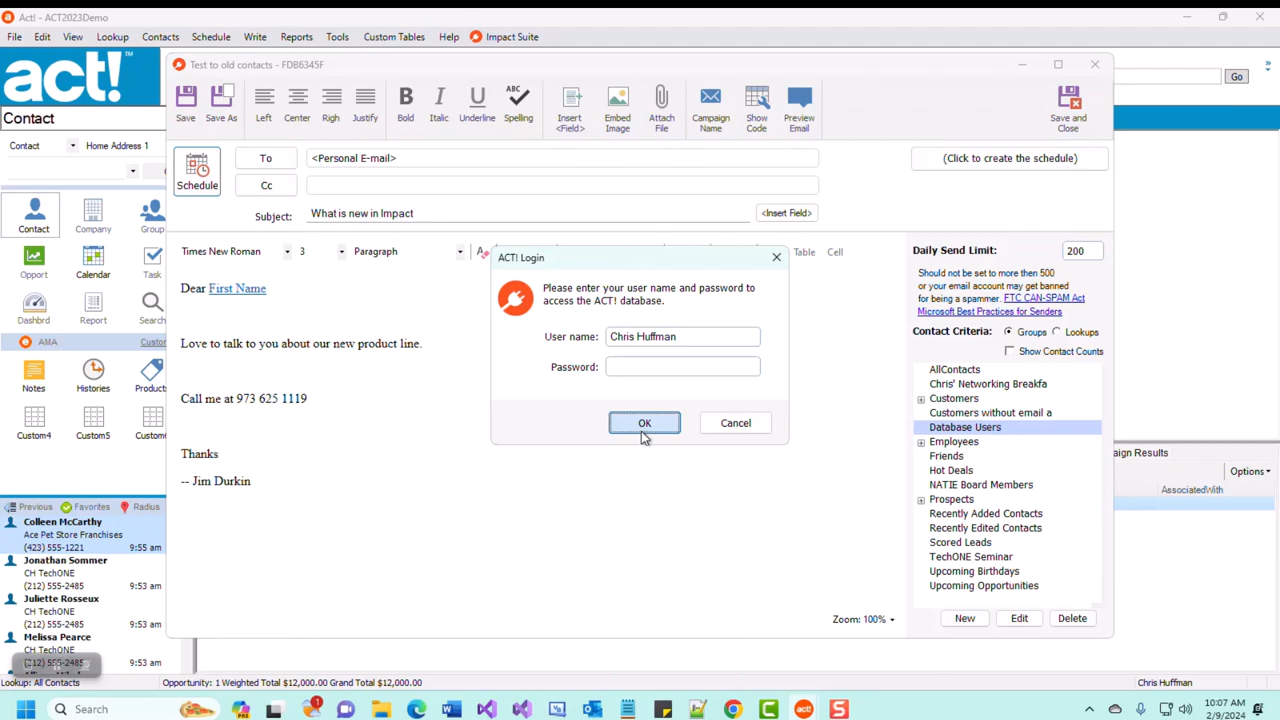 Act! - ACT2023Demo
File Edit View Lookup Contacts Schedule Write Reports Tools Custom Tables Help Impact Suite
act!™
Go
Contact
Contact Home Address 1
Contact Company Group
Opport Calendar Task
Dashbrd Report Search
AMA Custom
Notes Histories Product
Custom4 Custom5 Custom
Previous Favorites Radius
Colleen McCarthy
Ace Pet Store Franchises
(423) 555-1221 9:55 am
Jonathan Sommer
CH TechONE
(212) 555-2485 9:53 am
Juliette Rosseux
CH TechONE
(212) 555-2485 9:53 am
Melissa Pearce
CH TechONE
(212) 555-2485 9:53 am
Lookup: All Contacts
Opportunity: 1 Weighted Total $12,000.00 Grand Total $12,000.00
Chris Huffman
Test to old contacts - FDB6345F
Save Save As Left Center Righ Justify Bold Italic Underline ABC Spelling Insert <Field> Embed Image Attach File Campaign Name Show Code Preview Email Save and Close
Schedule
To <Personal E-mail>
(Click to create the schedule)
Cc
Subject: What is new in Impact
<Insert Field>
Times New Roman 3 Paragraph Table Cell
Dear First Name
Love to talk to you about our new product line.
Call me at 973 625 1119
Thanks
-- Jim Durkin
ACT! Login
Please enter your user name and password to
access the ACT! database.
User name: Chris Huffman
Password:
OK Cancel
Daily Send Limit: 200
Should not be set to more then 500
or your email account may get banned
for being a spammer. FTC CAN-SPAM Act
Microsoft Best Practices for Senders
Contact Criteria: Groups Lookups
Show Contact Counts
AllContacts
Chris' Networking Breakfa
Customers
Customers without email a
Database Users
Employees
Friends
Hot Deals
NATIE Board Members
Prospects
Recently Added Contacts
Recently Edited Contacts
Scored Leads
TechONE Seminar
Upcoming Birthdays
Upcoming Opportunities
Zoom: 100%
New Edit Delete
aign Results
Options
AssociatedWith
Search
10:07 AM
2/9/2024